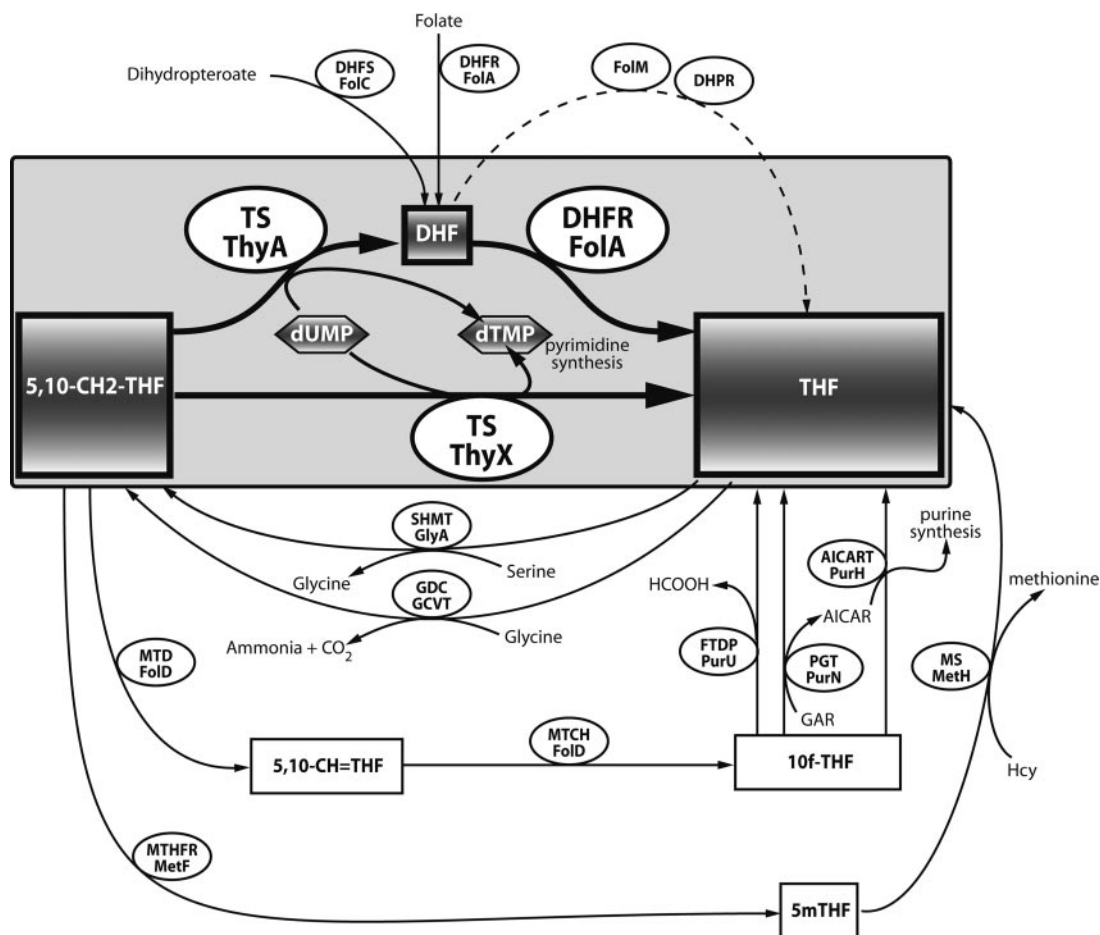 Folate
Dihydropteroate
DHFS
FolC
DHFR
FolA
FolM
DHPR
TS
ThyA
DHF
DHFR
FolA
dUMP
dTMP
pyrimidine
synthesis
5,10-CH2-THF
THF
TS
ThyX
SHMT
GlyA
Glycine
Serine
GDC
GCVT
Ammonia + CO2
Glycine
purine
synthesis
AICART
PurH
HCOOH
AICAR
methionine
MTD
FolD
FTDP
PurU
PGT
PurN
MS
MetH
GAR
MTCH
FolD
5,10-CH=THF
10f-THF
Hcy
MTHFR
MetF
5mTHF